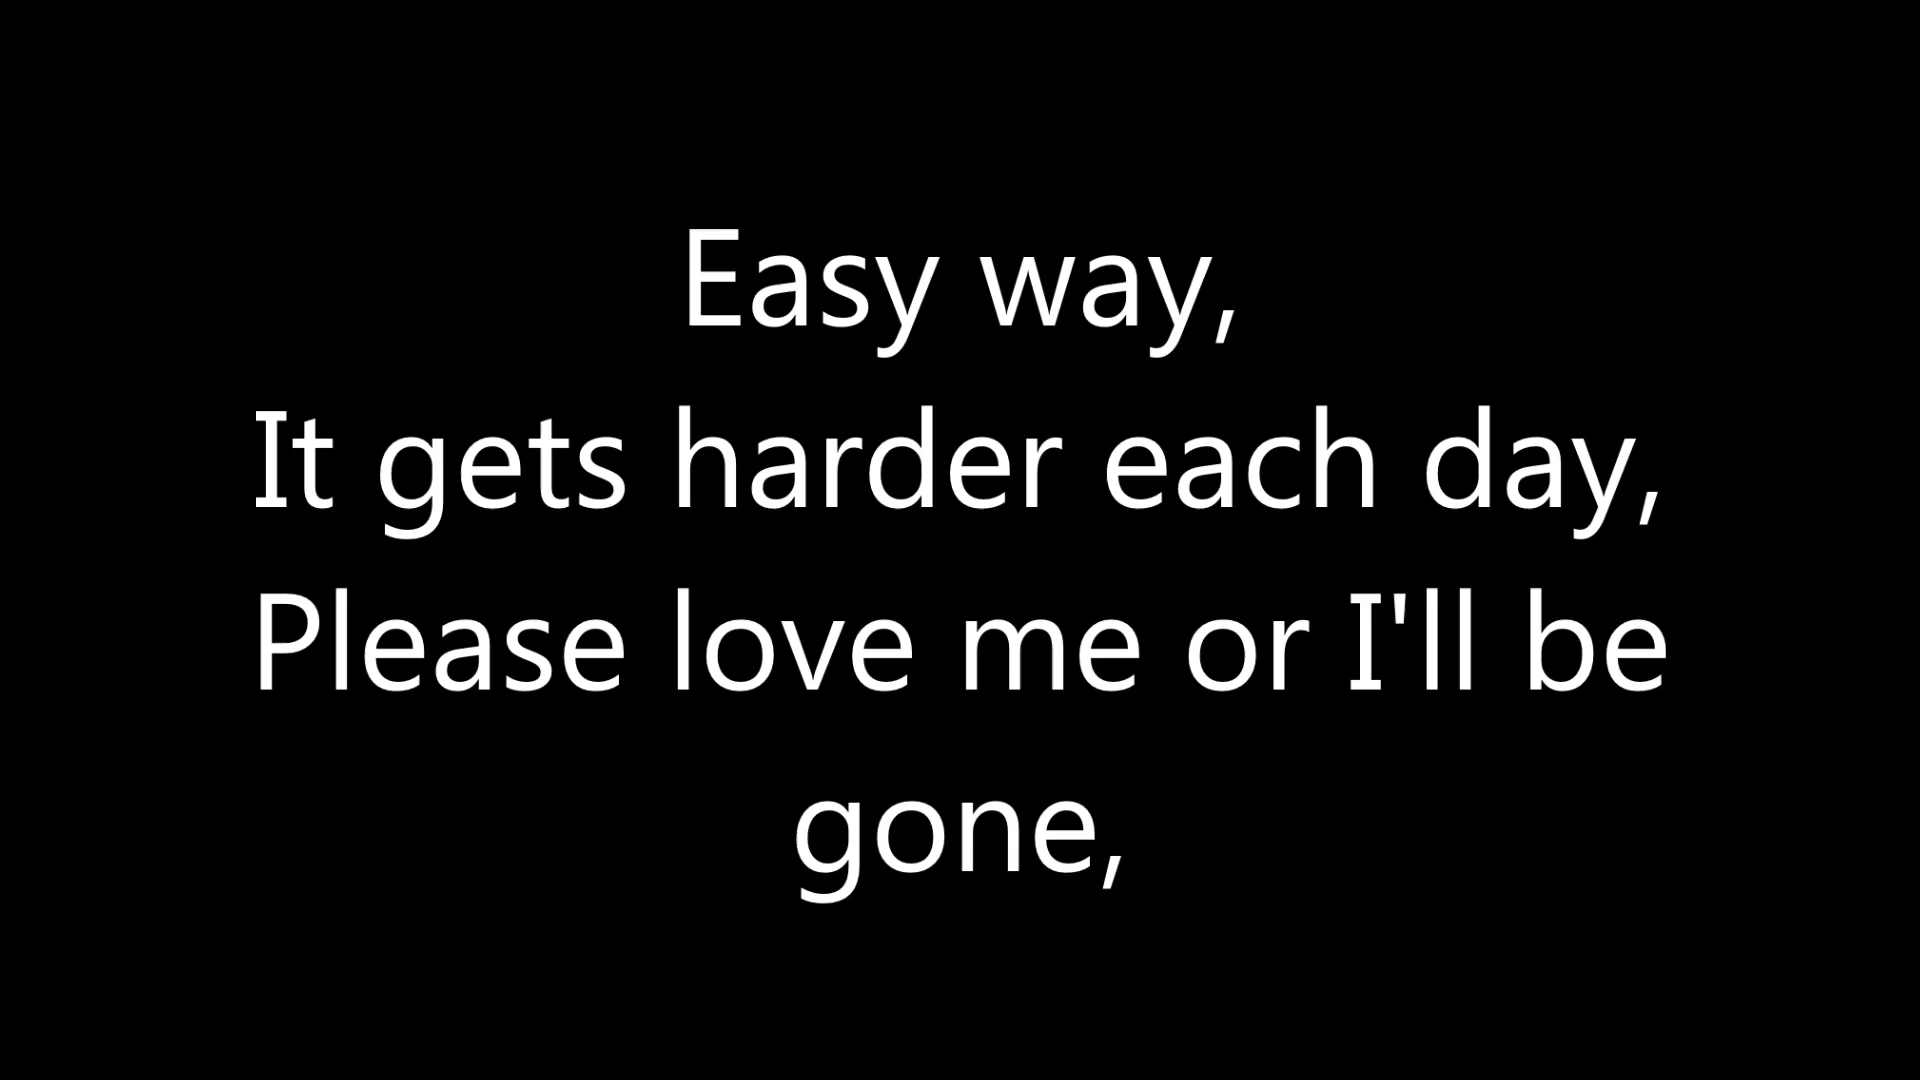 Easy way,
It gets harder each day,
Please love me or I'll be
gone,